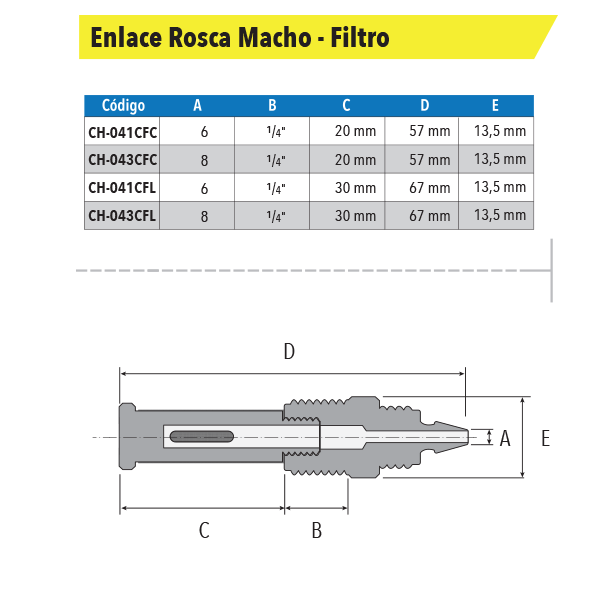 Enlace Rosca Macho - Filtro
Código A B C D E
CH-041CFC 6 1/4" 20 mm 57 mm 13,5 mm
CH-043CFC 8 1/4" 20 mm 57 mm 13,5 mm
CH-041CFL 6 1/4" 30 mm 67 mm 13,5 mm
CH-043CFL 8 1/4" 30 mm 67 mm 13,5 mm
D
A E
C B